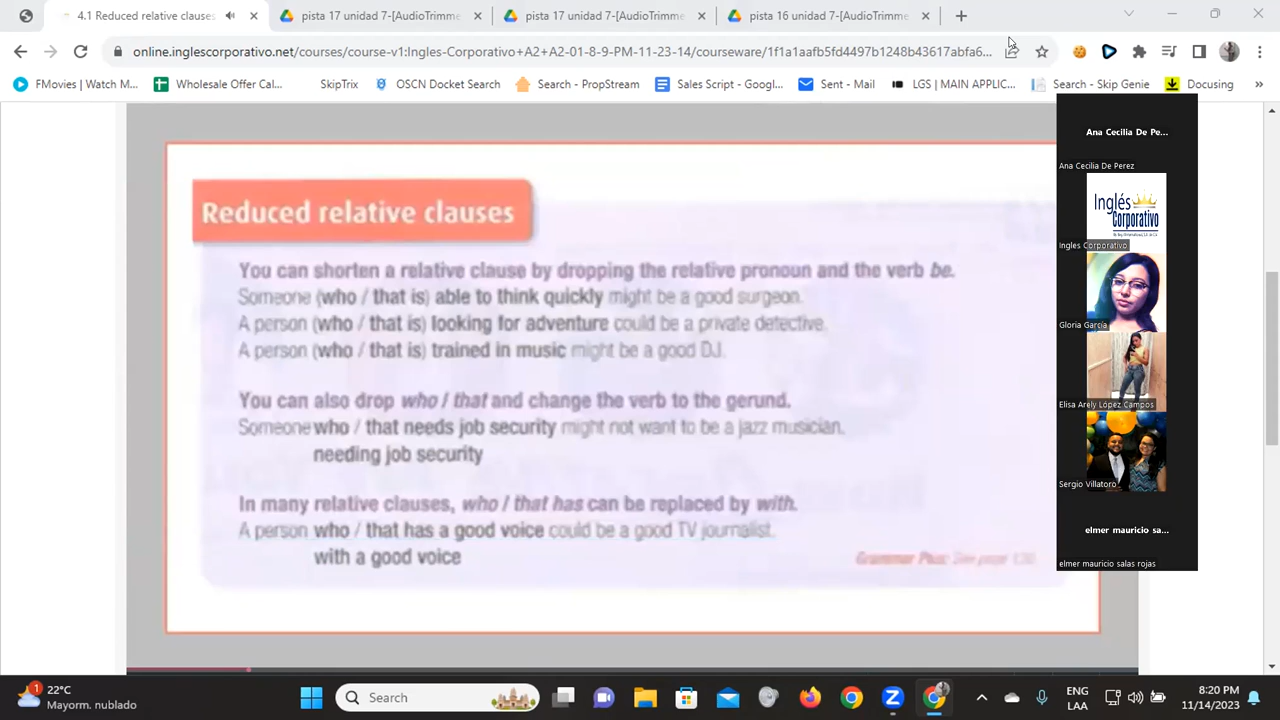 4.1 Reduced relative clauses
pista 17 unidad 7-[AudioTrimme
pista 17 unidad 7-[AudioTrimme
pista 16 unidad 7-[AudioTrimme
online.inglescorporativo.net/courses/course-v1:Ingles-Corporativo+A2+A2-01-8-9-PM-11-23-14/courseware/1f1a1aafb5fd4497b1248b43617abfa6...
FMovies | Watch M...
Wholesale Offer Cal...
SkipTrix
OSCN Docket Search
Search - PropStream
Sales Script - Googl...
Sent - Mail
LGS | MAIN APPLIC...
Search - Skip Genie
Docusing
»
Reduced relative clauses
You can shorten a relative clause by dropping the relative pronoun and the verb be.
Someone (who / that is) able to think quickly might be a good surgeon.
A person (who / that is) looking for adventure could be a private detective.
A person (who / that is) trained in music might be a good DJ.
You can also drop who / that and change the verb to the gerund.
Someone who / that needs job security might not want to be a jazz musician.
needing job security
In many relative clauses, who / that has can be replaced by with.
A person who / that has a good voice could be a good TV journalist.
with a good voice
Grammar Plus: See page
Ana Cecilia De Pe...
Ana Cecilia De Perez
Inglés
Corporativo
Ingles Corporativo
Gloria García
Elisa Arely López Campos
Sergio Villatoro
elmer mauricio sa...
elmer mauricio salas rojas
1
22°C
Mayorm. nublado
Search
ENG
LAA
8:20 PM
11/14/2023